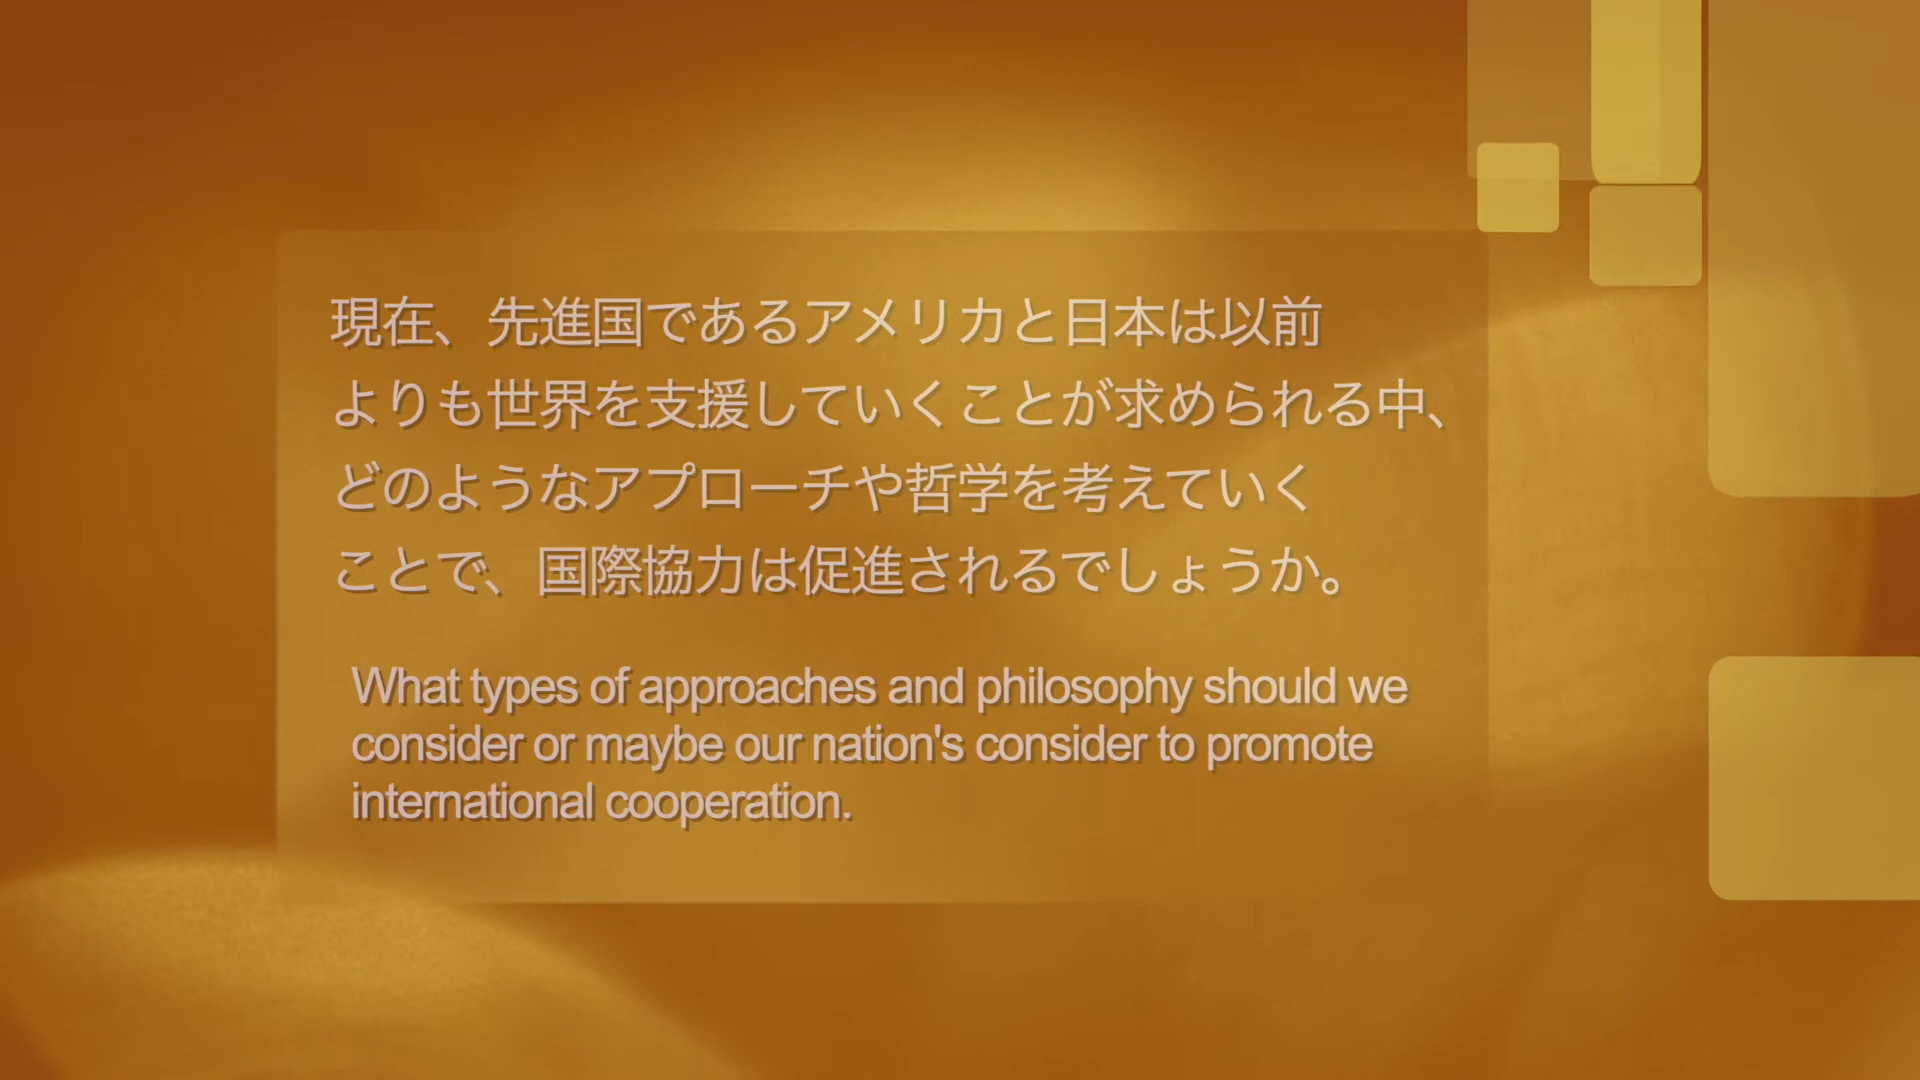 現在、先進国であるアメリカと日本は以前
よりも世界を支援していくことが求められる中、
どのようなアプローチや哲学を考えていく
ことで、国際協力は促進されるでしょうか。
What types of approaches and philosophy should we
consider or maybe our nation's consider to promote
international cooperation.